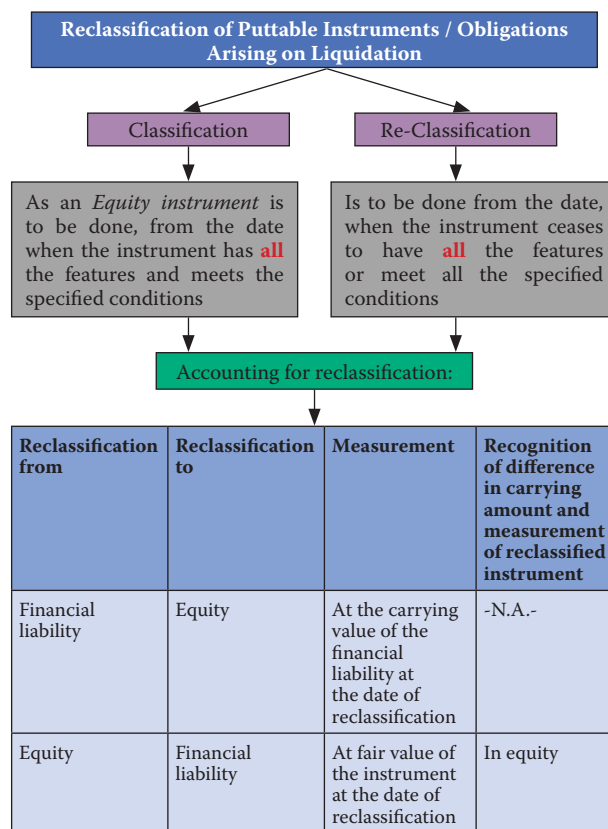 Reclassification of Puttable Instruments / Obligations
Arising on Liquidation
Classification
Re-Classification
As an Equity instrument is
to be done, from the date
when the instrument has all
the features and meets the
specified conditions
Is to be done from the date,
when the instrument ceases
to have all the features
or meet all the specified
conditions
Accounting for reclassification:
Reclassification
from
Reclassification
to
Measurement
Recognition
of difference
in carrying
amount and
measurement
of reclassified
instrument
Financial
liability
Equity
At the carrying
value of the
financial
liability at
the date of
reclassification
-N.A.-
Equity
Financial
liability
At fair value of
the instrument
at the date of
reclassification
In equity